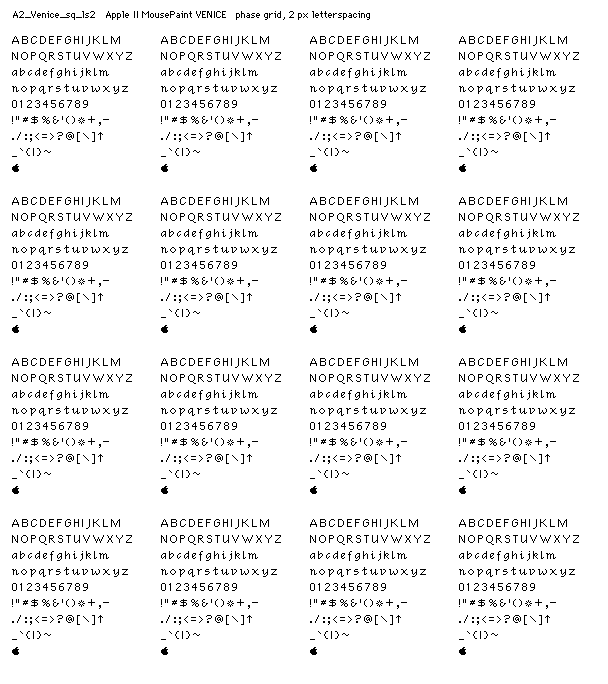 A2_Venice_sq_ls2 Apple II MousePaint VENICE phase grid, 2 px letterspacing
ABCDEFGHIJKLM ABCDEFGHIJKLM ABCDEFGHIJKLM ABCDEFGHIJKLM
NOPQRSTUVWXYZ NOPQRSTUVWXYZ NOPQRSTUVWXYZ NOPQRSTUVWXYZ
abcdefghijklm abcdefghijklm abcdefghijklm abcdefghijklm
nopqrstuvwxyz nopqrstuvwxyz nopqrstuvwxyz nopqrstuvwxyz
0123456789 0123456789 0123456789 0123456789
!"#$%&'()*+,- !"#$%&'()*+,- !"#$%&'()*+,- !"#$%&'()*+,-
./:;<=>?@[\]↑ ./:;<=>?@[\]↑ ./:;<=>?@[\]↑ ./:;<=>?@[\]↑
_`{|}~ _`{|}~ _`{|}~ _`{|}~
ABCDEFGHIJKLM ABCDEFGHIJKLM ABCDEFGHIJKLM ABCDEFGHIJKLM
NOPQRSTUVWXYZ NOPQRSTUVWXYZ NOPQRSTUVWXYZ NOPQRSTUVWXYZ
abcdefghijklm abcdefghijklm abcdefghijklm abcdefghijklm
nopqrstuvwxyz nopqrstuvwxyz nopqrstuvwxyz nopqrstuvwxyz
0123456789 0123456789 0123456789 0123456789
!"#$%&'()*+,- !"#$%&'()*+,- !"#$%&'()*+,- !"#$%&'()*+,-
./:;<=>?@[\]↑ ./:;<=>?@[\]↑ ./:;<=>?@[\]↑ ./:;<=>?@[\]↑
_`{|}~ _`{|}~ _`{|}~ _`{|}~
ABCDEFGHIJKLM ABCDEFGHIJKLM ABCDEFGHIJKLM ABCDEFGHIJKLM
NOPQRSTUVWXYZ NOPQRSTUVWXYZ NOPQRSTUVWXYZ NOPQRSTUVWXYZ
abcdefghijklm abcdefghijklm abcdefghijklm abcdefghijklm
nopqrstuvwxyz nopqrstuvwxyz nopqrstuvwxyz nopqrstuvwxyz
0123456789 0123456789 0123456789 0123456789
!"#$%&'()*+,- !"#$%&'()*+,- !"#$%&'()*+,- !"#$%&'()*+,-
./:;<=>?@[\]↑ ./:;<=>?@[\]↑ ./:;<=>?@[\]↑ ./:;<=>?@[\]↑
_`{|}~ _`{|}~ _`{|}~ _`{|}~
ABCDEFGHIJKLM ABCDEFGHIJKLM ABCDEFGHIJKLM ABCDEFGHIJKLM
NOPQRSTUVWXYZ NOPQRSTUVWXYZ NOPQRSTUVWXYZ NOPQRSTUVWXYZ
abcdefghijklm abcdefghijklm abcdefghijklm abcdefghijklm
nopqrstuvwxyz nopqrstuvwxyz nopqrstuvwxyz nopqrstuvwxyz
0123456789 0123456789 0123456789 0123456789
!"#$%&'()*+,- !"#$%&'()*+,- !"#$%&'()*+,- !"#$%&'()*+,-
./:;<=>?@[\]↑ ./:;<=>?@[\]↑ ./:;<=>?@[\]↑ ./:;<=>?@[\]↑
_`{|}~ _`{|}~ _`{|}~ _`{|}~